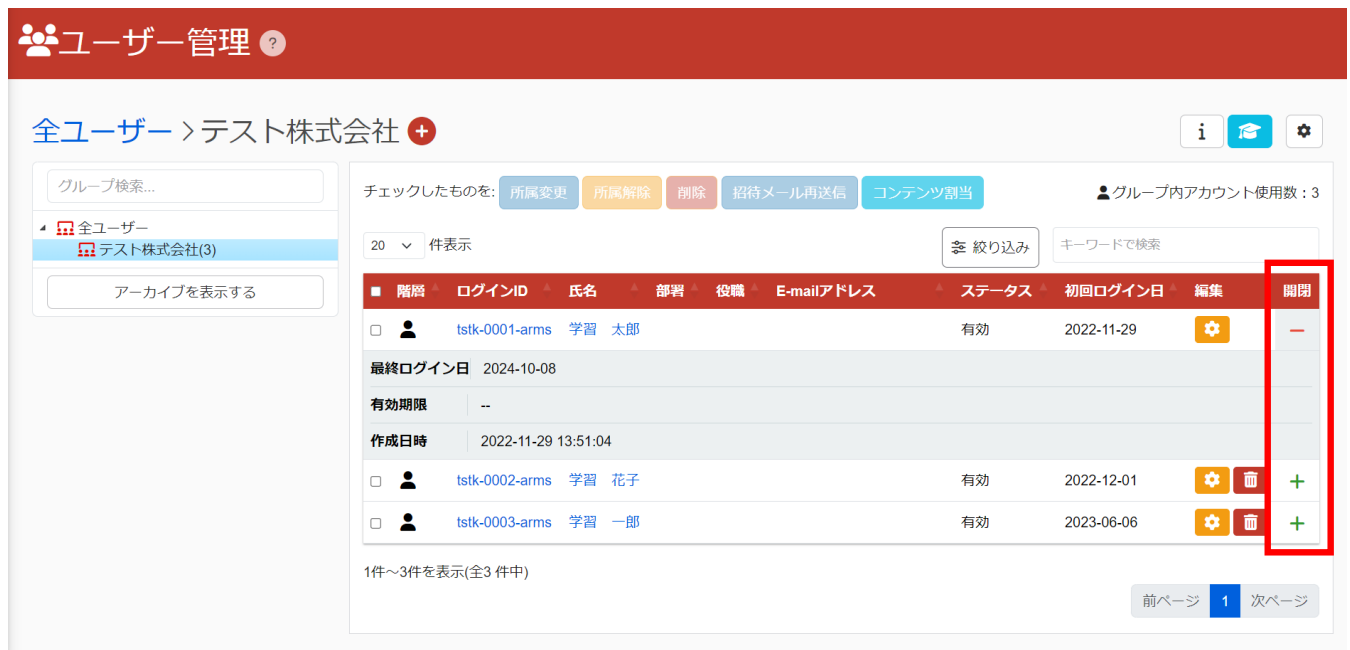 ユーザー管理 ?
全ユーザー > テスト株式会社 +
i
グループ検索...
全ユーザー
テスト株式会社(3)
アーカイブを表示する
チェックしたものを: 所属変更 所属解除 削除 招待メール再送信 コンテンツ割当 グループ内アカウント使用数 : 3
20 件表示 絞り込み キーワードで検索
階層 ログインID 氏名 部署 役職 E-mailアドレス ステータス 初回ログイン日 編集 開閉
tstk-0001-arms 学習 太郎 有効 2022-11-29 −
最終ログイン日 2024-10-08
有効期限 --
作成日時 2022-11-29 13:51:04
tstk-0002-arms 学習 花子 有効 2022-12-01 +
tstk-0003-arms 学習 一郎 有効 2023-06-06 +
1件～3件を表示(全3 件中)
前ページ 1 次ページ